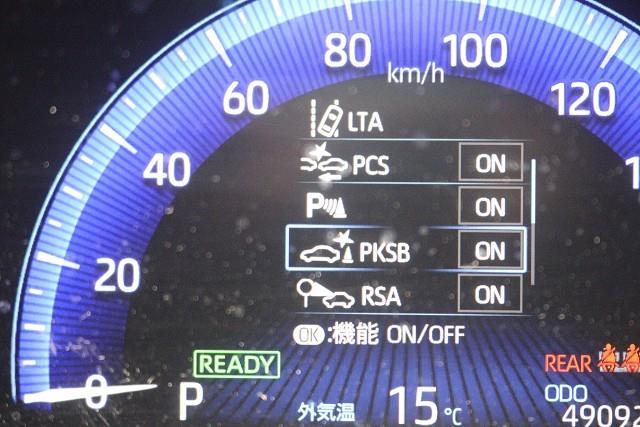 80 100
km/h
60 120
40
20
0
LTA
PCS ON
P ON
PKSB ON
RSA ON
OK:機能 ON/OFF
READY
P
外気温 15℃
REAR
ODO
49092